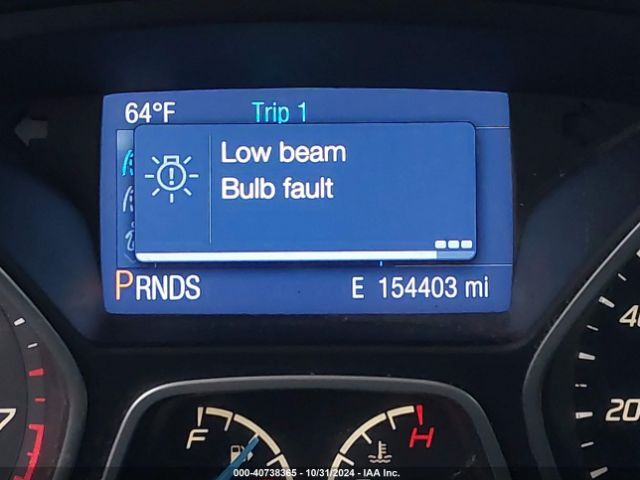 64°F Trip 1
Low beam
Bulb fault
PRNDS E 154403 mi
40
20
7
F H
000-40738365 - 10/31/2024 - IAA Inc.